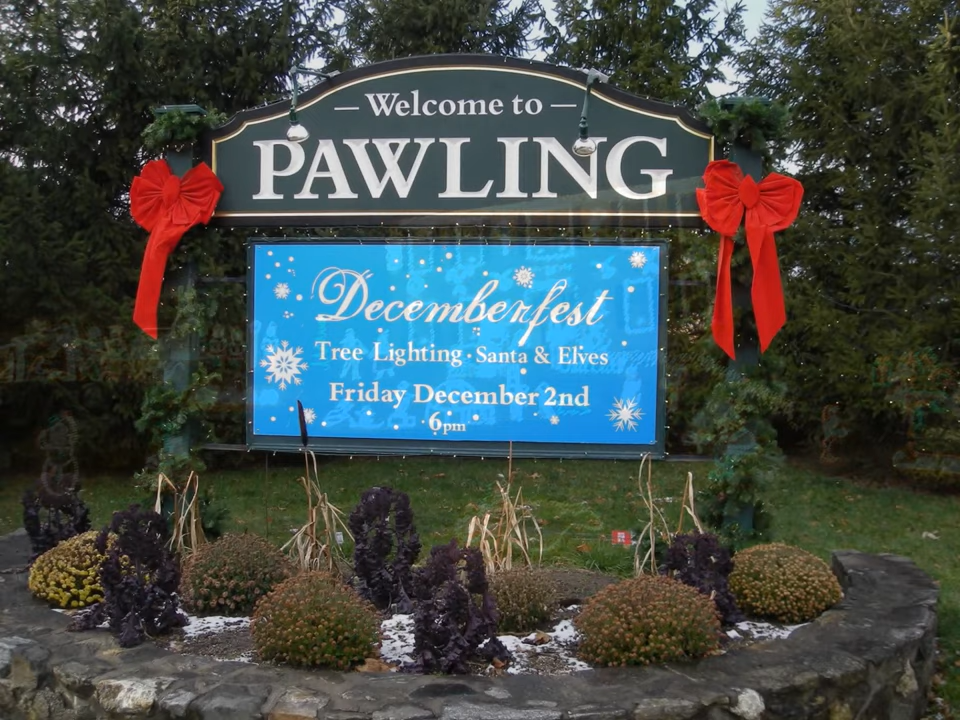 — Welcome to —
PAWLING
Decemberfest
Tree Lighting · Santa & Elves
Friday December 2nd
6pm